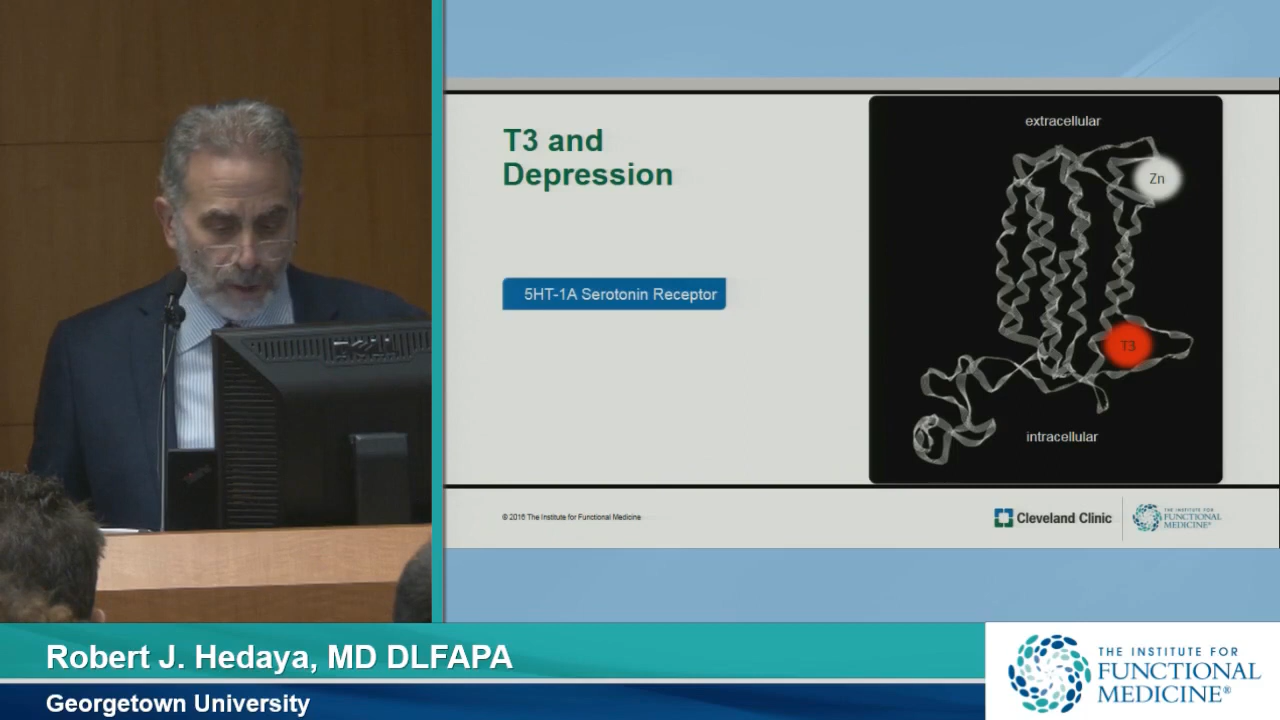 T3 and
Depression
5HT-1A Serotonin Receptor
extracellular
Zn
T3
intracellular
© 2016 The Institute for Functional Medicine
Cleveland Clinic
THE INSTITUTE FOR
FUNCTIONAL
MEDICINE®
Robert J. Hedaya, MD DLFAPA
Georgetown University
THE INSTITUTE FOR
FUNCTIONAL
MEDICINE®